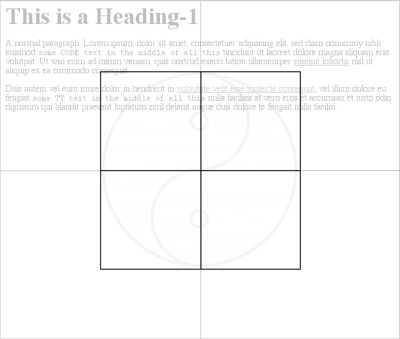 This is a Heading-1
A normal paragraph. Lorem ipsum, dolor sit amet, consectetuer adipiscing elit, sed diam nonummy nibh
euismod some CODE text in the middle of all this tincidunt ut laoreet dolore magna aliquam erat
volutpat. Ut wisi enim ad minim veniam, quis nostrud exerci tation ullamcorper suscipit lobortis nisl ut
aliquip ex ea commodo consequat.
Duis autem vel eum iriure dolor in hendrerit in vulputate velit esse molestie consequat, vel illum dolore eu
feugiat some TT text in the middle of all this nulla facilisis at vero eros et accumsan et iusto odio
dignissim qui blandit praesent luptatum zzril delenit augue duis dolore te feugait nulla facilisi.